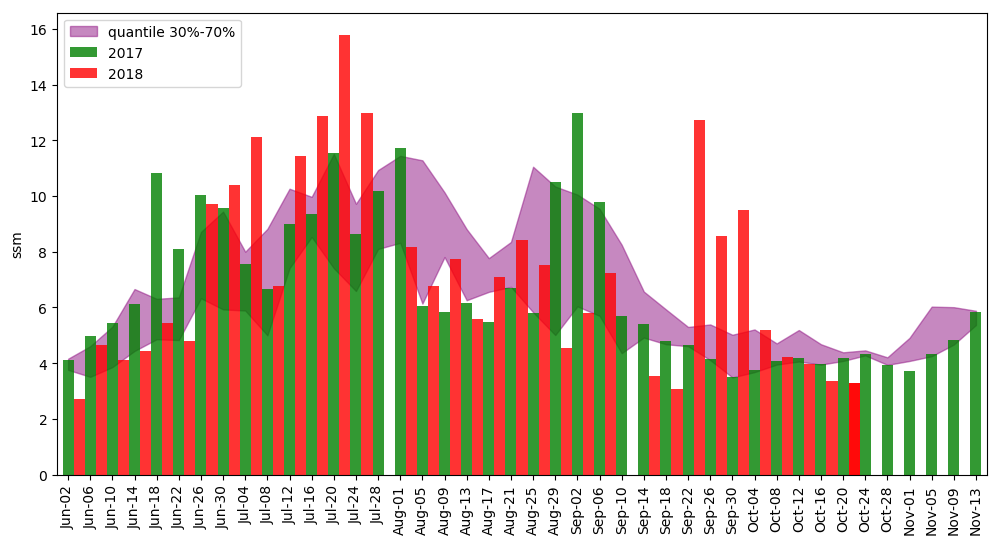 quantile 30%-70%
2017
2018
ssm
16
14
12
10
8
6
4
2
0
Jun-02
Jun-06
Jun-10
Jun-14
Jun-18
Jun-22
Jun-26
Jun-30
Jul-04
Jul-08
Jul-12
Jul-16
Jul-20
Jul-24
Jul-28
Aug-01
Aug-05
Aug-09
Aug-13
Aug-17
Aug-21
Aug-25
Aug-29
Sep-02
Sep-06
Sep-10
Sep-14
Sep-18
Sep-22
Sep-26
Sep-30
Oct-04
Oct-08
Oct-12
Oct-16
Oct-20
Oct-24
Oct-28
Nov-01
Nov-05
Nov-09
Nov-13